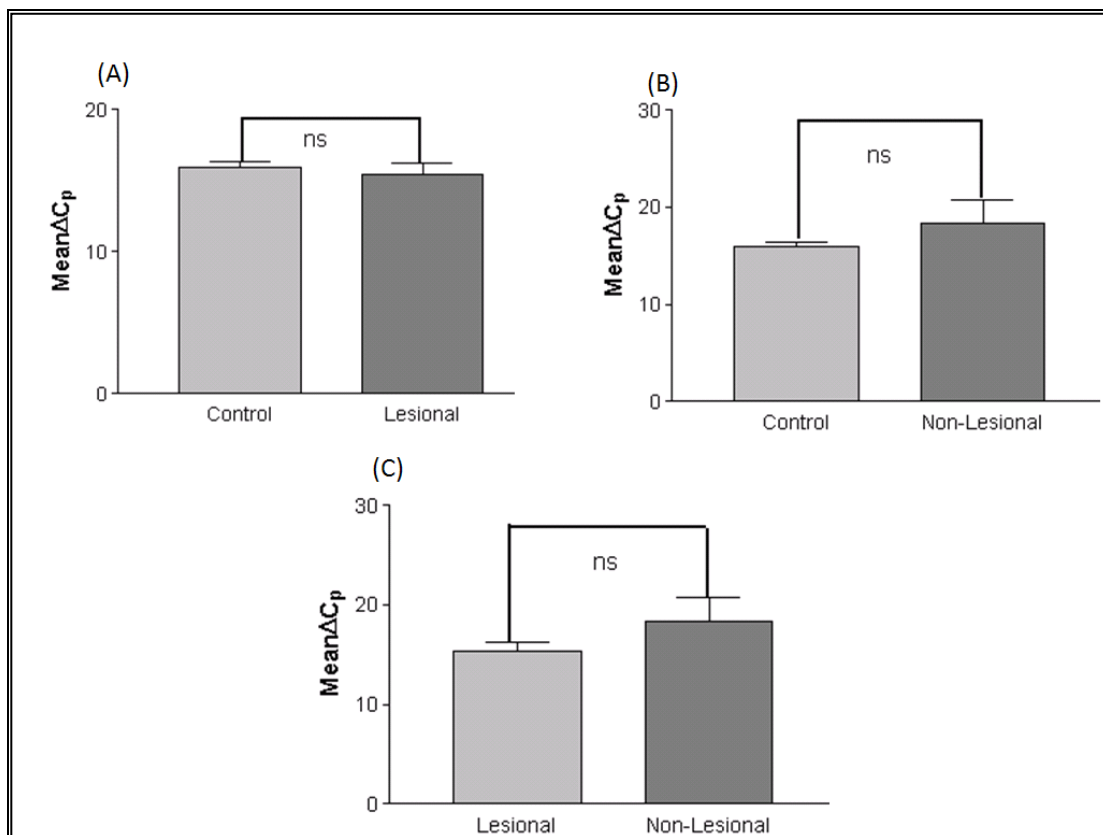 (A)
20
10
0
MeanΔCp
ns
Control Lesional
(B)
30
20
10
0
MeanΔCp
ns
Control Non-Lesional
(C)
30
20
10
0
MeanΔCp
ns
Lesional Non-Lesional